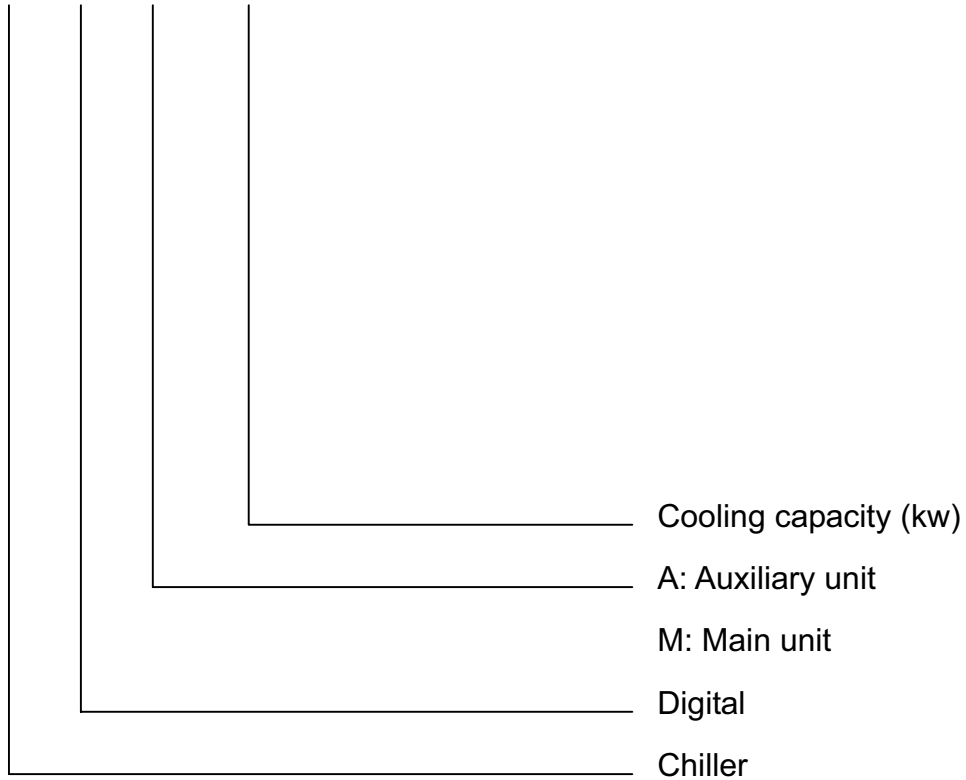 Cooling capacity (kw)
A: Auxiliary unit
M: Main unit
Digital
Chiller